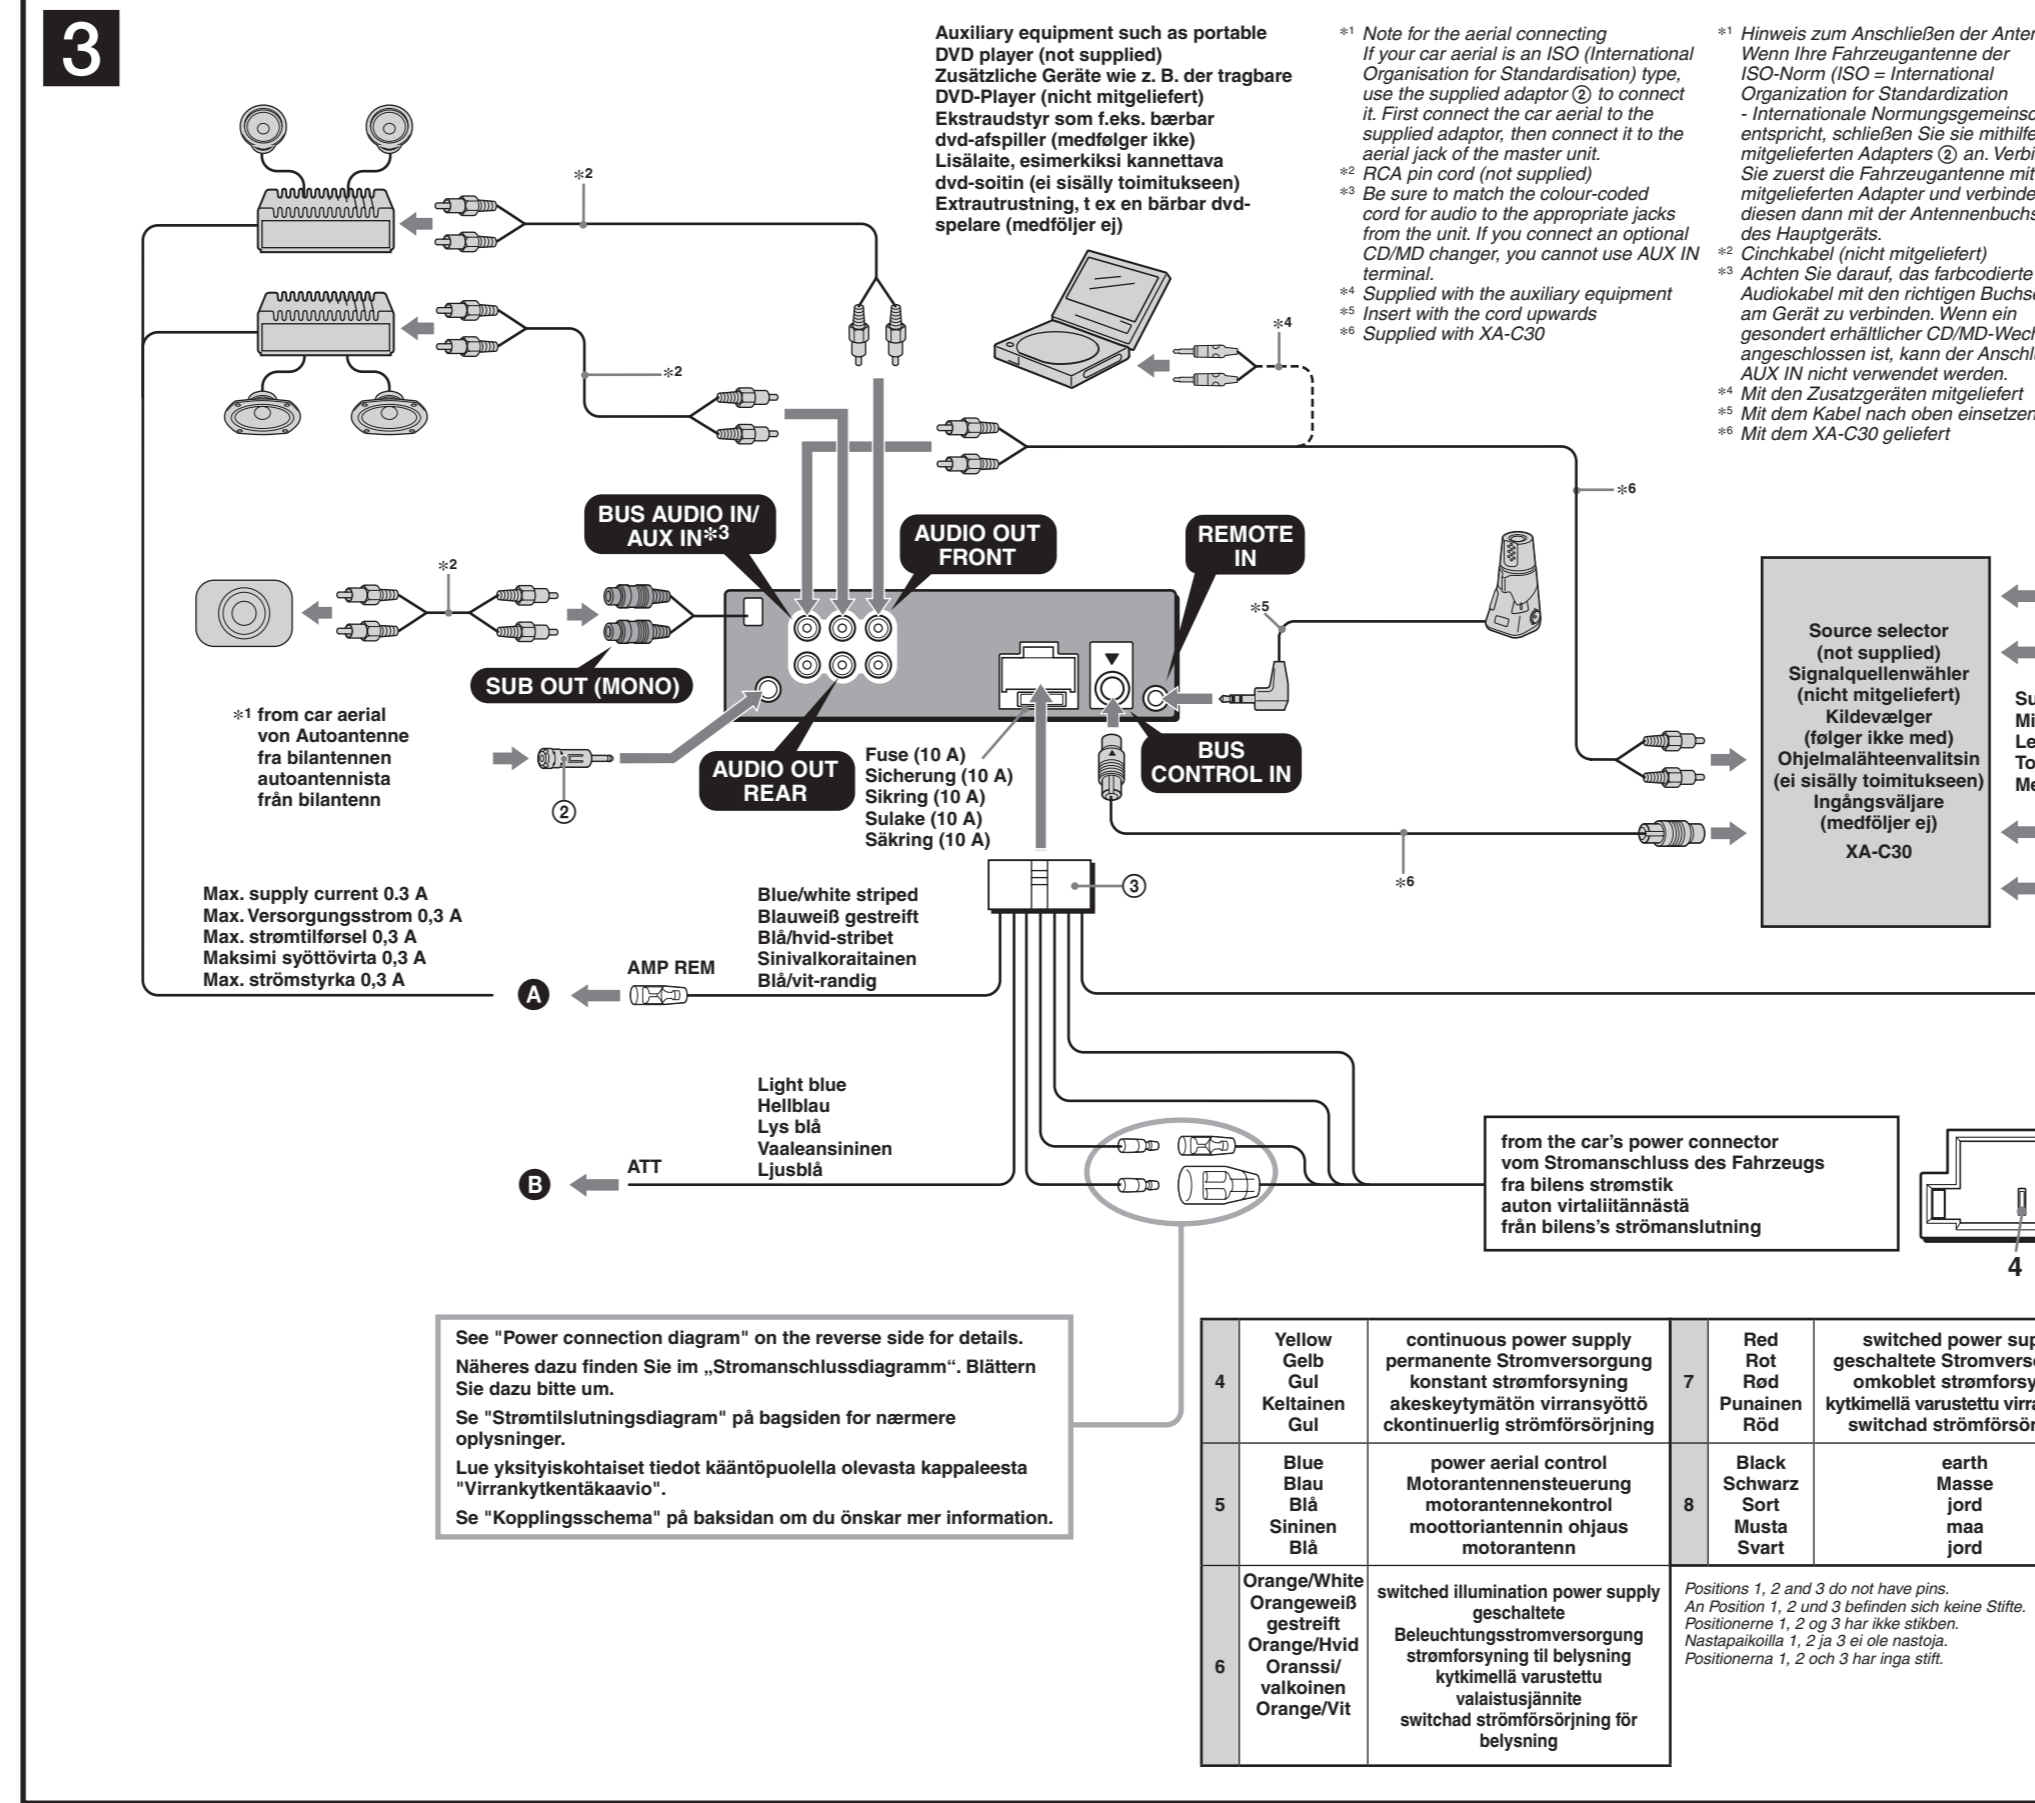 3
Auxiliary equipment such as portable
DVD player (not supplied)
Zusätzliche Geräte wie z. B. der tragbare
DVD-Player (nicht mitgeliefert)
Ekstraudstyr som f.eks. bærbar
dvd-afspiller (medfølger ikke)
Lisälaite, esimerkiksi kannettava
dvd-soitin (ei sisälly toimitukseen)
Extrautrustning, t ex en bärbar dvd-
spelare (medföljer ej)
*1 Note for the aerial connecting
If your car aerial is an ISO (International
Organisation for Standardisation) type,
use the supplied adaptor ② to connect
it. First connect the car aerial to the
supplied adaptor, then connect it to the
aerial jack of the master unit.
*2 RCA pin cord (not supplied)
*3 Be sure to match the colour-coded
cord for audio to the appropriate jacks
from the unit. If you connect an optional
CD/MD changer, you cannot use AUX IN
terminal.
*4 Supplied with the auxiliary equipment
*5 Insert with the cord upwards
*6 Supplied with XA-C30
*1 Hinweis zum Anschließen der
Wenn Ihre Fahrzeugantenne der
ISO-Norm (ISO = International
Organization for Standardization
- Internationale
entspricht, schließen Sie sie
mitgelieferten Adapters ② an.
Sie zuerst die Fahrzeugantenne mit
mitgelieferten Adapter und
diesen dann mit der
des Hauptgeräts.
*2 Cinchkabel (nicht mitgeliefert)
*3 Achten Sie darauf, das farbcodierte
Audiokabel mit den richtigen
am Gerät zu verbinden. Wenn ein
gesondert erhältlicher
angeschlossen ist, kann der
AUX IN nicht verwendet werden.
*4 Mit den Zusatzgeräten mitgeliefert
*5 Mit dem Kabel nach oben einsetzen
*6 Mit dem XA-C30 geliefert
*2
*2
*4
*6
BUS AUDIO IN/
AUX IN*3
AUDIO OUT
FRONT
REMOTE
IN
*2
*5
SUB OUT (MONO)
*1 from car aerial
von Autoantenne
fra bilantennen
autoantennista
från bilantenn
②
AUDIO OUT
REAR
Fuse (10 A)
Sicherung (10 A)
Sikring (10 A)
Sulake (10 A)
Säkring (10 A)
BUS
CONTROL IN
Source selector
(not supplied)
Signalquellenwähler
(nicht mitgeliefert)
Kildevælger
(følger ikke med)
Ohjelmalähteenvalitsin
(ei sisälly toimitukseen)
Ingångsväljare
(medföljer ej)
XA-C30
*6
③
Max. supply current 0.3 A
Max. Versorgungsstrom 0,3 A
Max. strømtilførsel 0,3 A
Maksimi syöttövirta 0,3 A
Max. strömstyrka 0,3 A
A
AMP REM
Blue/white striped
Blauweiß gestreift
Blå/hvid-stribet
Sinivalkoraitainen
Blå/vit-randig
B
ATT
Light blue
Hellblau
Lys blå
Vaaleansininen
Ljusblå
from the car's power connector
vom Stromanschluss des Fahrzeugs
fra bilens strømstik
auton virtaliitännästä
från bilens's strömanslutning
4
See "Power connection diagram" on the reverse side for details.
Näheres dazu finden Sie im „Stromanschlussdiagramm“. Blättern
Sie dazu bitte um.
Se "Strømtilslutningsdiagram" på bagsiden for nærmere
oplysninger.
Lue yksityiskohtaiset tiedot kääntöpuolella olevasta kappaleesta
"Virrankytkentäkaavio".
Se "Kopplingsschema" på baksidan om du önskar mer information.
4
Yellow
Gelb
Gul
Keltainen
Gul
continuous power supply
permanente Stromversorgung
konstant strømforsyning
akeskeytymätön virransyöttö
ckontinuerlig strömförsörjning
7
Red
Rot
Rød
Punainen
Röd
switched power
geschaltete
omkoblet
kytkimellä varustettu
switchad
5
Blue
Blau
Blå
Sininen
Blå
power aerial control
Motorantennensteuerung
motorantennekontrol
moottoriantennin ohjaus
motorantenn
8
Black
Schwarz
Sort
Musta
Svart
earth
Masse
jord
maa
jord
6
Orange/White
Orangeweiß
gestreift
Orange/Hvid
Oranssi/
valkoinen
Orange/Vit
switched illumination power supply
geschaltete
Beleuchtungsstromversorgung
strømforsyning til belysning
kytkimellä varustettu
valaistusjännite
switchad strömförsörjning för
belysning
Positions 1, 2 and 3 do not have pins.
An Position 1, 2 und 3 befinden sich keine Stifte.
Positionerne 1, 2 og 3 har ikke stikben.
Nastapaikoilla 1, 2 ja 3 ei ole nastoja.
Positionerna 1, 2 och 3 har inga stift.